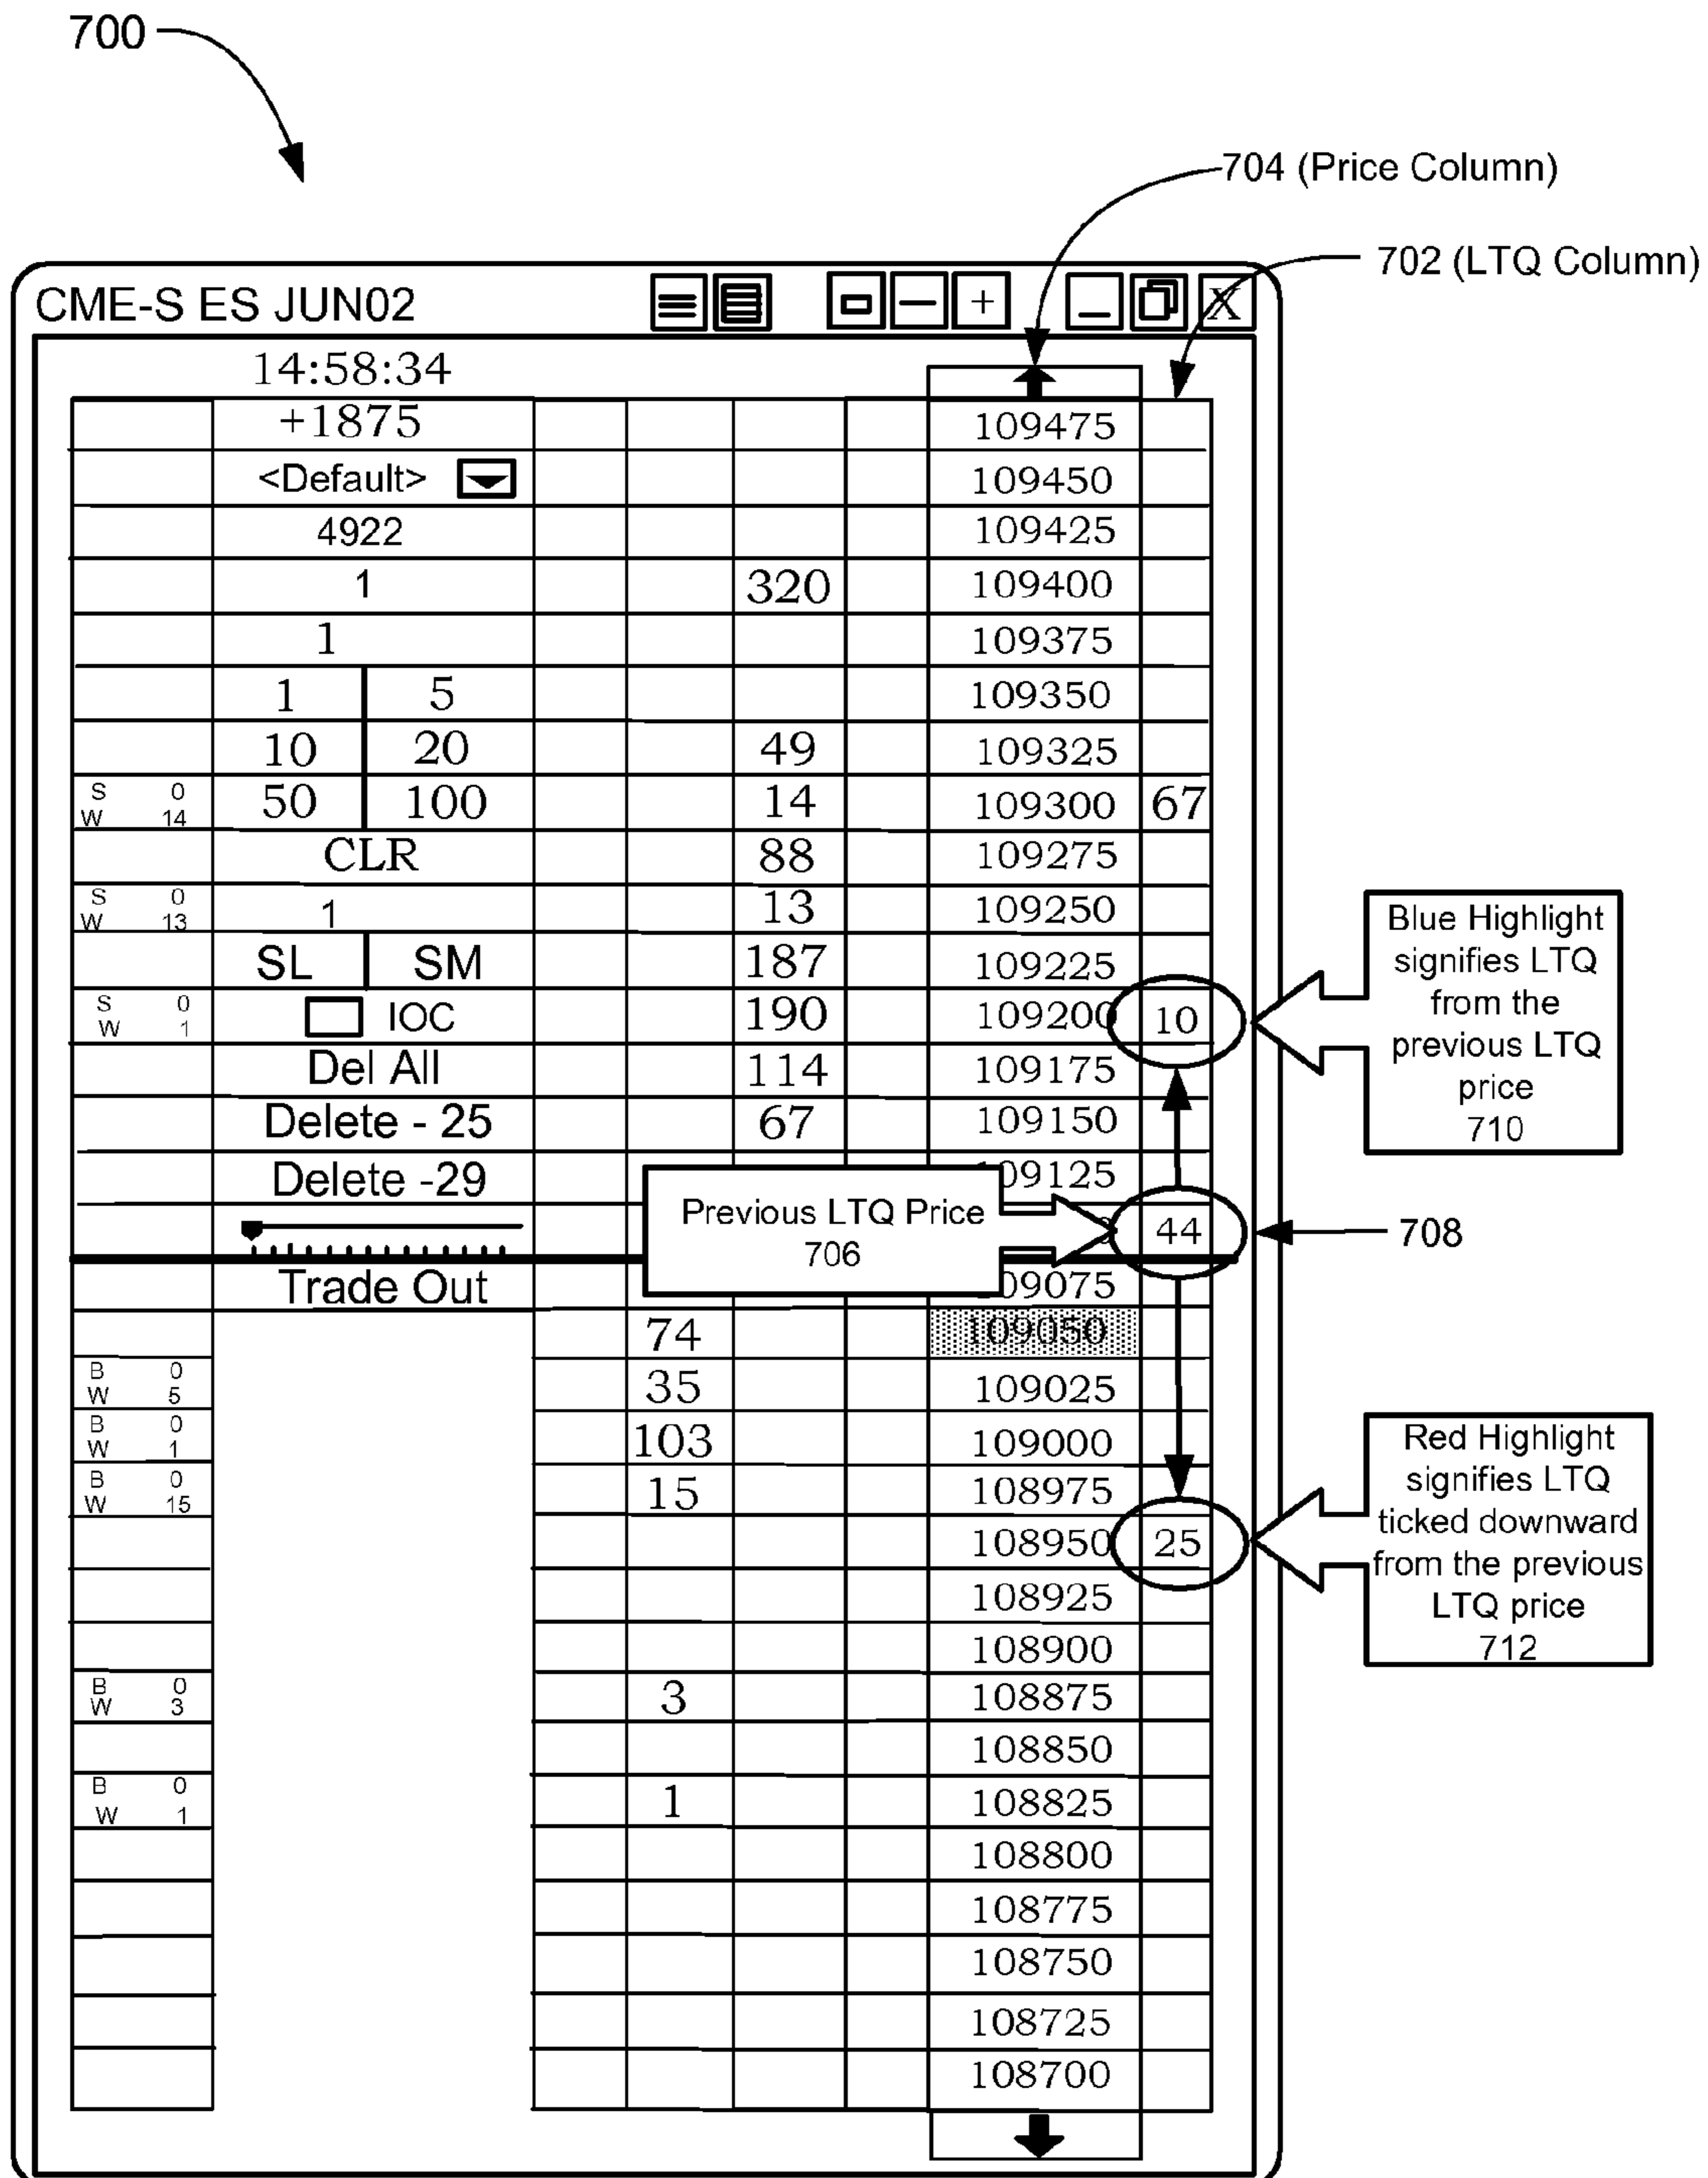 700
704 (Price Column)
702 (LTQ Column)
CME-S ES JUN02
X
14:58:34
+1875 109475
<Default> 109450
4922 109425
1 320 109400
1 109375
1 5 109350
10 20 49 109325
S 0
W 14
50 100 14 109300 67
CLR 88 109275
S 0
W 13
1 13 109250
SL SM 187 109225
S 0
W 1
IOC 190 109200 10
Del All 114 109175
Delete - 25 67 109150
Delete -29 09125
Previous LTQ Price
706
44
708
Trade Out 09075
74 109050
B 0
W 5
35 109025
B 0
W 1
103 109000
B 0
W 15
15 108975
108950 25
108925
108900
B 0
W 3
3 108875
108850
B 0
W 1
1 108825
108800
108775
108750
108725
108700
Blue Highlight
signifies LTQ
from the
previous LTQ
price
710
Red Highlight
signifies LTQ
ticked downward
from the previous
LTQ price
712